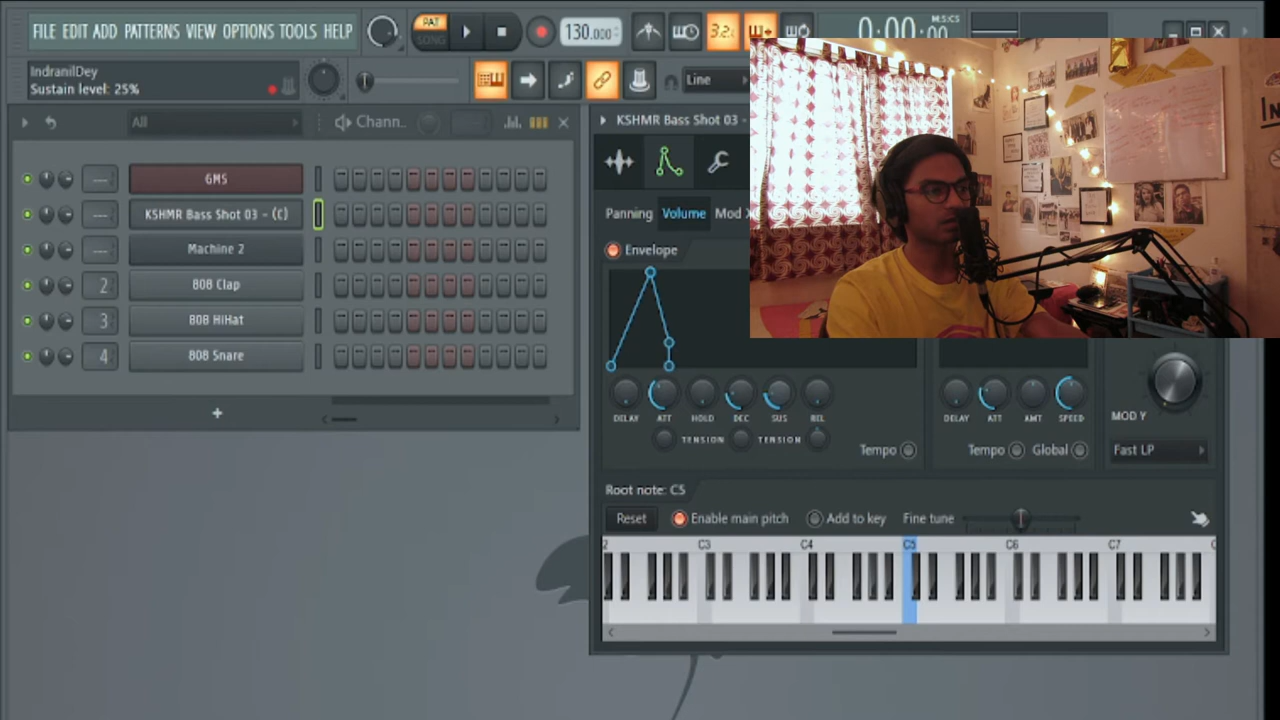 FILE EDIT ADD PATTERNS VIEW OPTIONS TOOLS HELP
PAT
SONG
130.000
3.2.
0:00:00
M:S:CS
IndranilDey
Sustain level: 25%
Line
All
Chann..
KSHMR Bass Shot 03 -
GMS
KSHMR Bass Shot 03 - (C)
Machine 2
2
808 Clap
3
808 HiHat
4
808 Snare
+
Panning Volume Mod X
Envelope
DELAY ATT HOLD DEC SUS REL
TENSION TENSION
Tempo
DELAY ATT AMT SPEED
Tempo Global
MOD Y
Fast LP
Root note: C5
Reset Enable main pitch Add to key Fine tune
2 C3 C4 C5 C6 C7